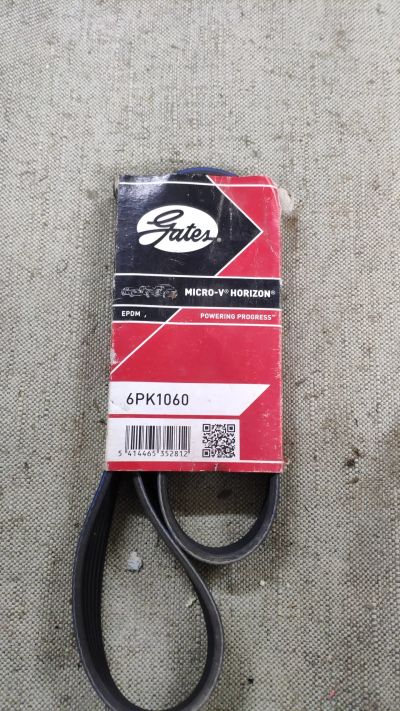 Gates®
MICRO-V® HORIZON®
EPDM
POWERING PROGRESS™
6PK1060
5 414465 352812